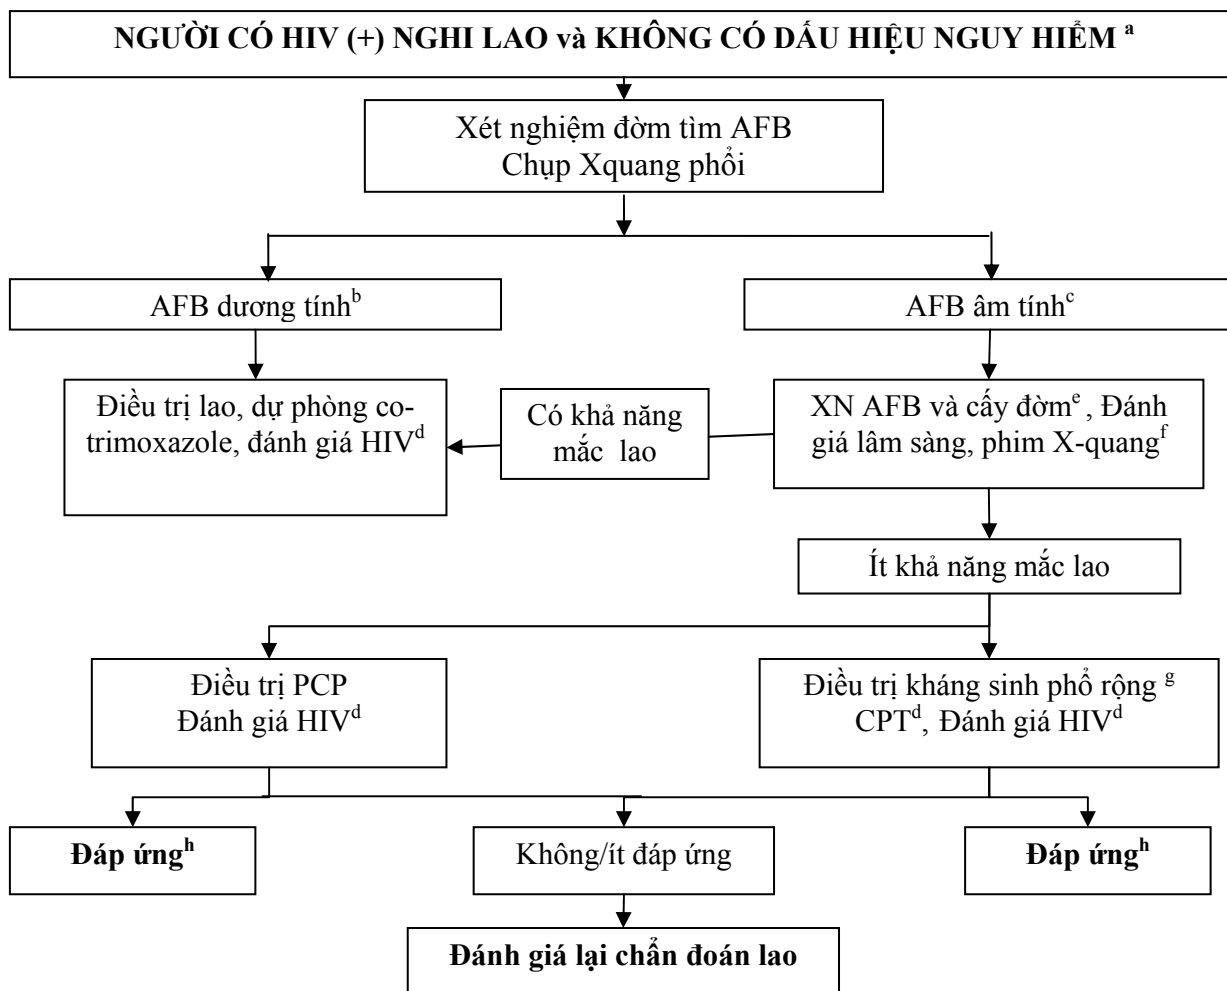 NGƯỜI CÓ HIV (+) NGHI LAO và KHÔNG CÓ DẤU HIỆU NGUY HIỂM a
Xét nghiệm đờm tìm AFB
Chụp Xquang phổi
AFB dương tính b
AFB âm tính c
Điều trị lao, dự phòng co-
trimoxazole, đánh giá HIV d
Có khả năng
mắc lao
XN AFB và cấy đờm e , Đánh
giá lâm sàng, phim X-quang f
Ít khả năng mắc lao
Điều trị PCP
Đánh giá HIV d
Điều trị kháng sinh phổ rộng g
CPT d, Đánh giá HIV d
Đáp ứng h
Không/ít đáp ứng
Đáp ứng h
Đánh giá lại chẩn đoán lao